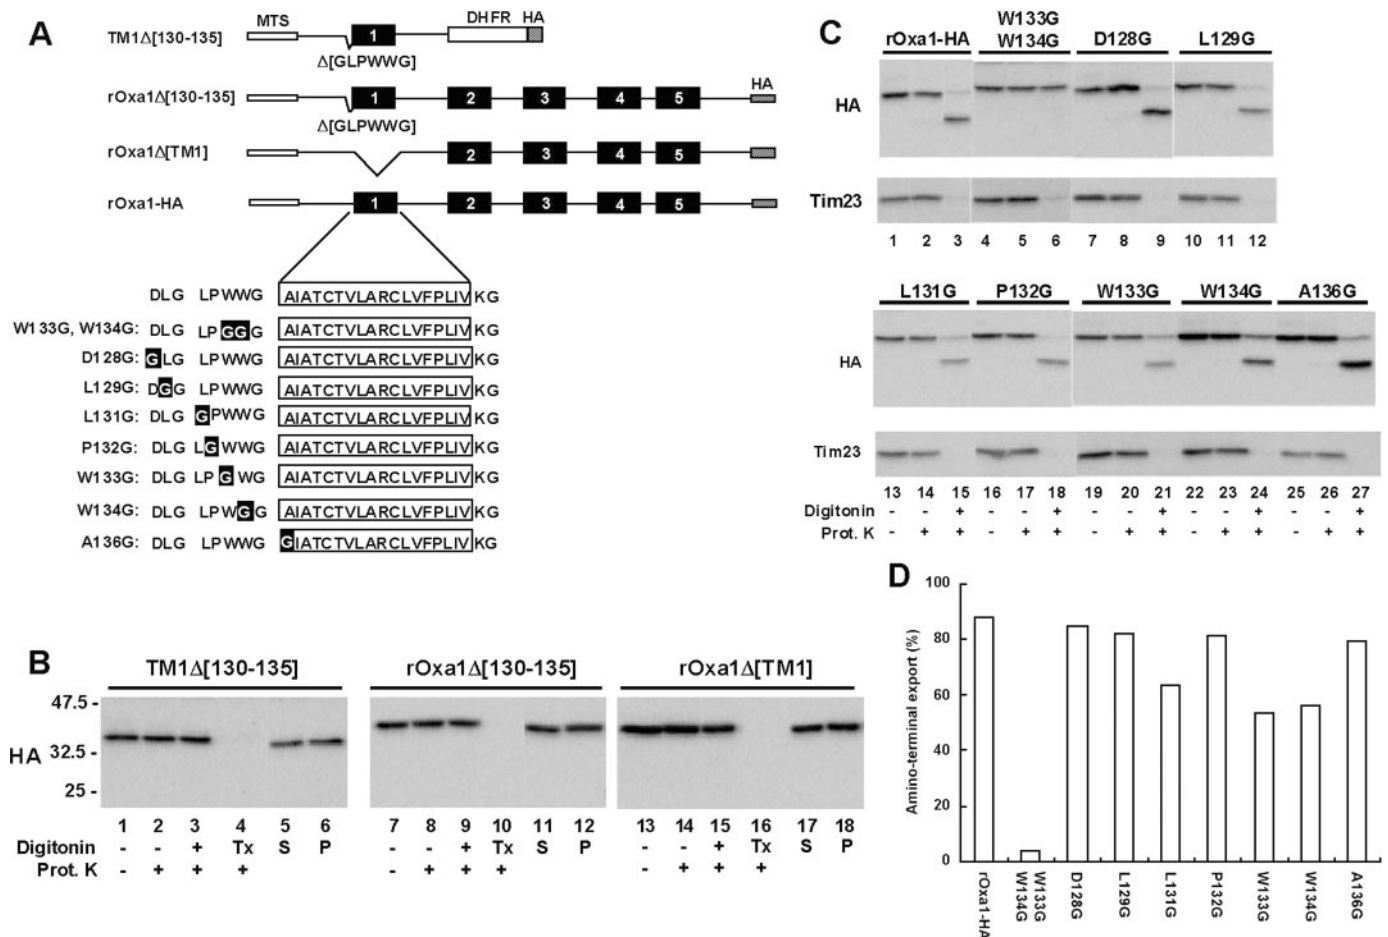 A
MTS
DHFR
HA
TM1Δ[130-135]
1
Δ[GLPWWG]
HA
rOxa1Δ[130-135]
1 2 3 4 5
Δ[GLPWWG]
rOxa1Δ[TM1]
2 3 4 5
rOxa1-HA
1 2 3 4 5
DLG LPWWG AIATCTVLARCLVFPLIV KG
W133G, W134G: DLG LPGGG AIATCTVLARCLVFPLIV KG
D128G: GLG LPWWG AIATCTVLARCLVFPLIV KG
L129G: DGG LPWWG AIATCTVLARCLVFPLIV KG
L131G: DLG GPWWG AIATCTVLARCLVFPLIV KG
P132G: DLG LGWWG AIATCTVLARCLVFPLIV KG
W133G: DLG LPGWG AIATCTVLARCLVFPLIV KG
W134G: DLG LPWGG AIATCTVLARCLVFPLIV KG
A136G: DLG LPWWG GIATCTVLARCLVFPLIV KG
B
TM1Δ[130-135] rOxa1Δ[130-135] rOxa1Δ[TM1]
47.5 -
HA
32.5 -
25 -
1 2 3 4 5 6 7 8 9 10 11 12 13 14 15 16 17 18
Digitonin - - + Tx S P - - + Tx S P - - + Tx S P
Prot. K - + + + - + + + - + + +
C
rOxa1-HA W133G W134G D128G L129G
HA
Tim23
1 2 3 4 5 6 7 8 9 10 11 12
L131G P132G W133G W134G A136G
HA
Tim23
13 14 15 16 17 18 19 20 21 22 23 24 25 26 27
Digitonin - - + - - + - - + - - + - - +
Prot. K - + + - + + - + + - + + - + +
D
Amino-terminal export (%)
100
80
60
40
20
0
rOxa1-HA
W133G
W134G
D128G
L129G
L131G
P132G
W133G
W134G
A136G